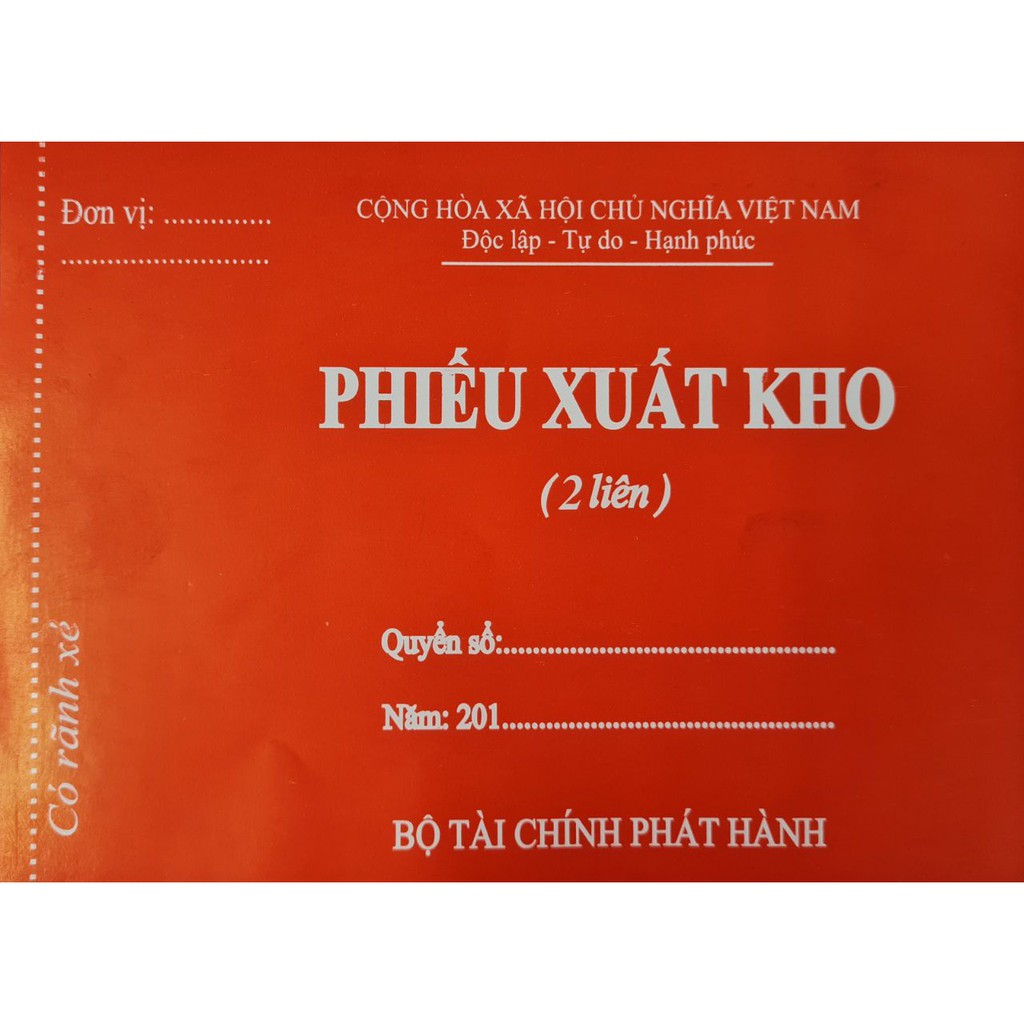 Đơn vị: ..............
...........................
CỘNG HÒA XÃ HỘI CHỦ NGHĨA VIỆT NAM
Độc lập - Tự do - Hạnh phúc
PHIẾU XUẤT KHO
(2 liên)
Quyển số:.......................................................
Năm: 201.......................................................
Có rãnh xé
BỘ TÀI CHÍNH PHÁT HÀNH